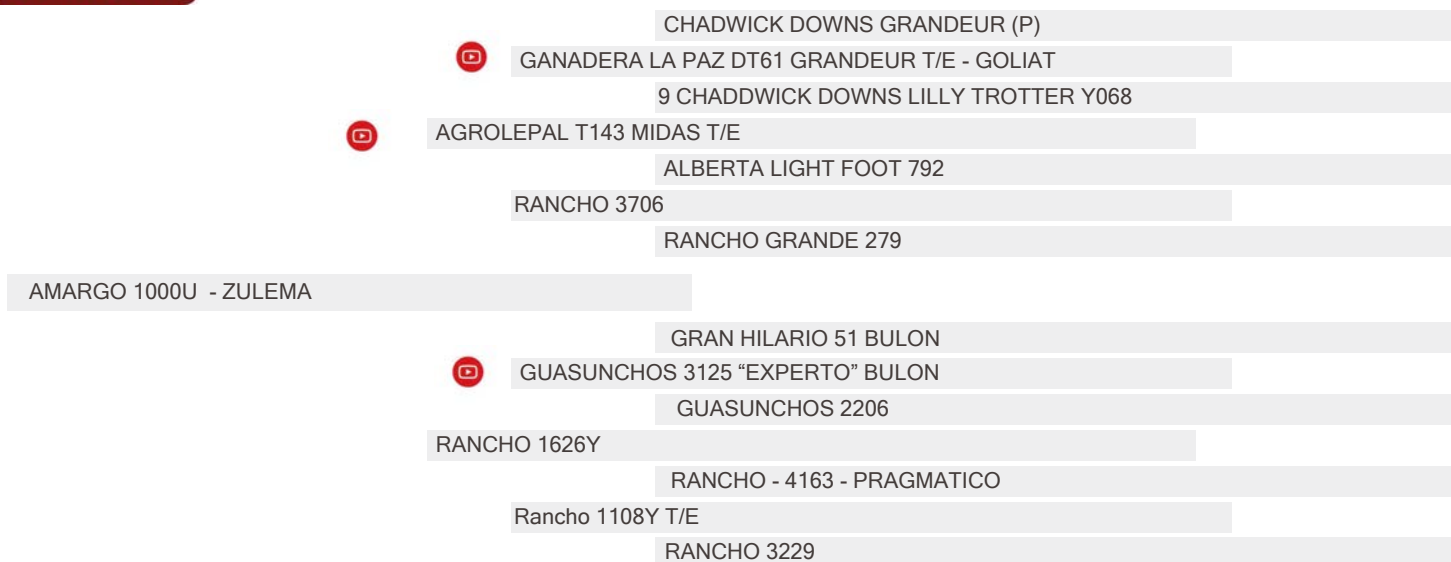 CHADWICK DOWNS GRANDEUR (P)
GANADERA LA PAZ DT61 GRANDEUR T/E - GOLIAT
9 CHADDWICK DOWNS LILLY TROTTER Y068
AGROLEPAL T143 MIDAS T/E
ALBERTA LIGHT FOOT 792
RANCHO 3706
RANCHO GRANDE 279
AMARGO 1000U - ZULEMA
GRAN HILARIO 51 BULON
GUASUNCHOS 3125 “EXPERTO” BULON
GUASUNCHOS 2206
RANCHO 1626Y
RANCHO - 4163 - PRAGMATICO
Rancho 1108Y T/E
RANCHO 3229